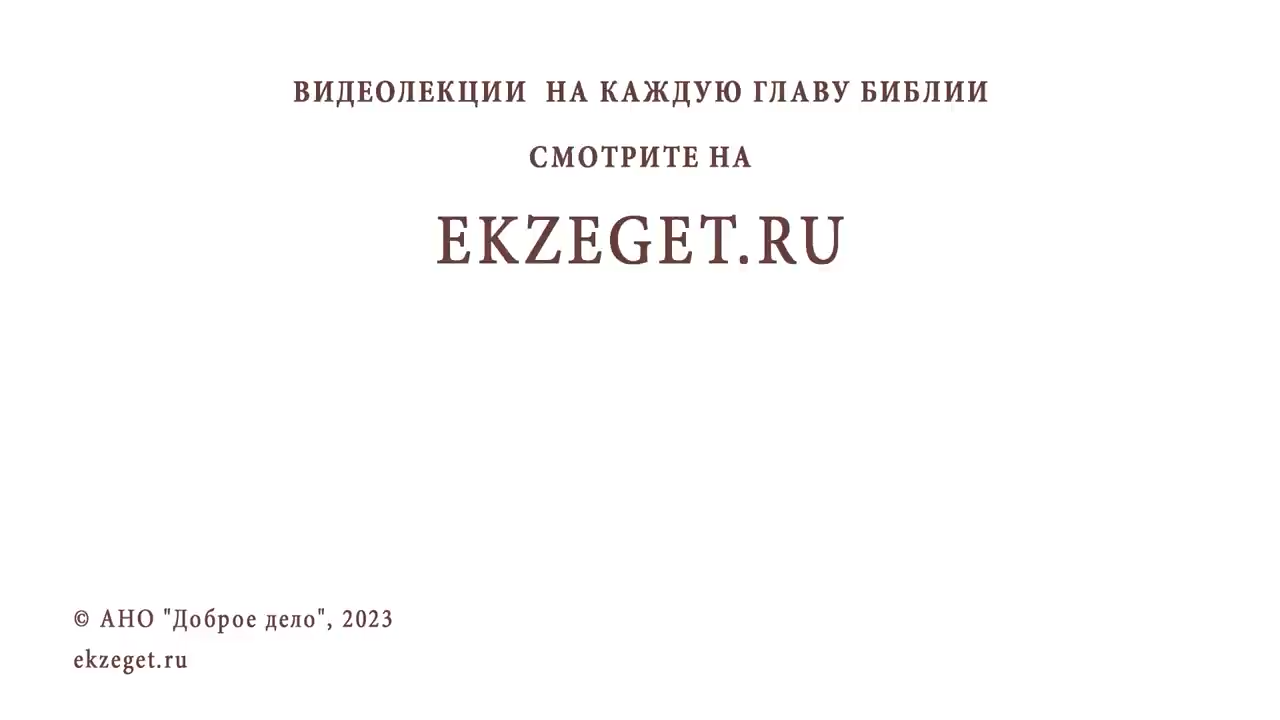 ВИДЕОЛЕКЦИИ НА КАЖДУЮ ГЛАВУ БИБЛИИ
СМОТРИТЕ НА
EKZEGET.RU
© АНО "Доброе дело", 2023
ekzeget.ru